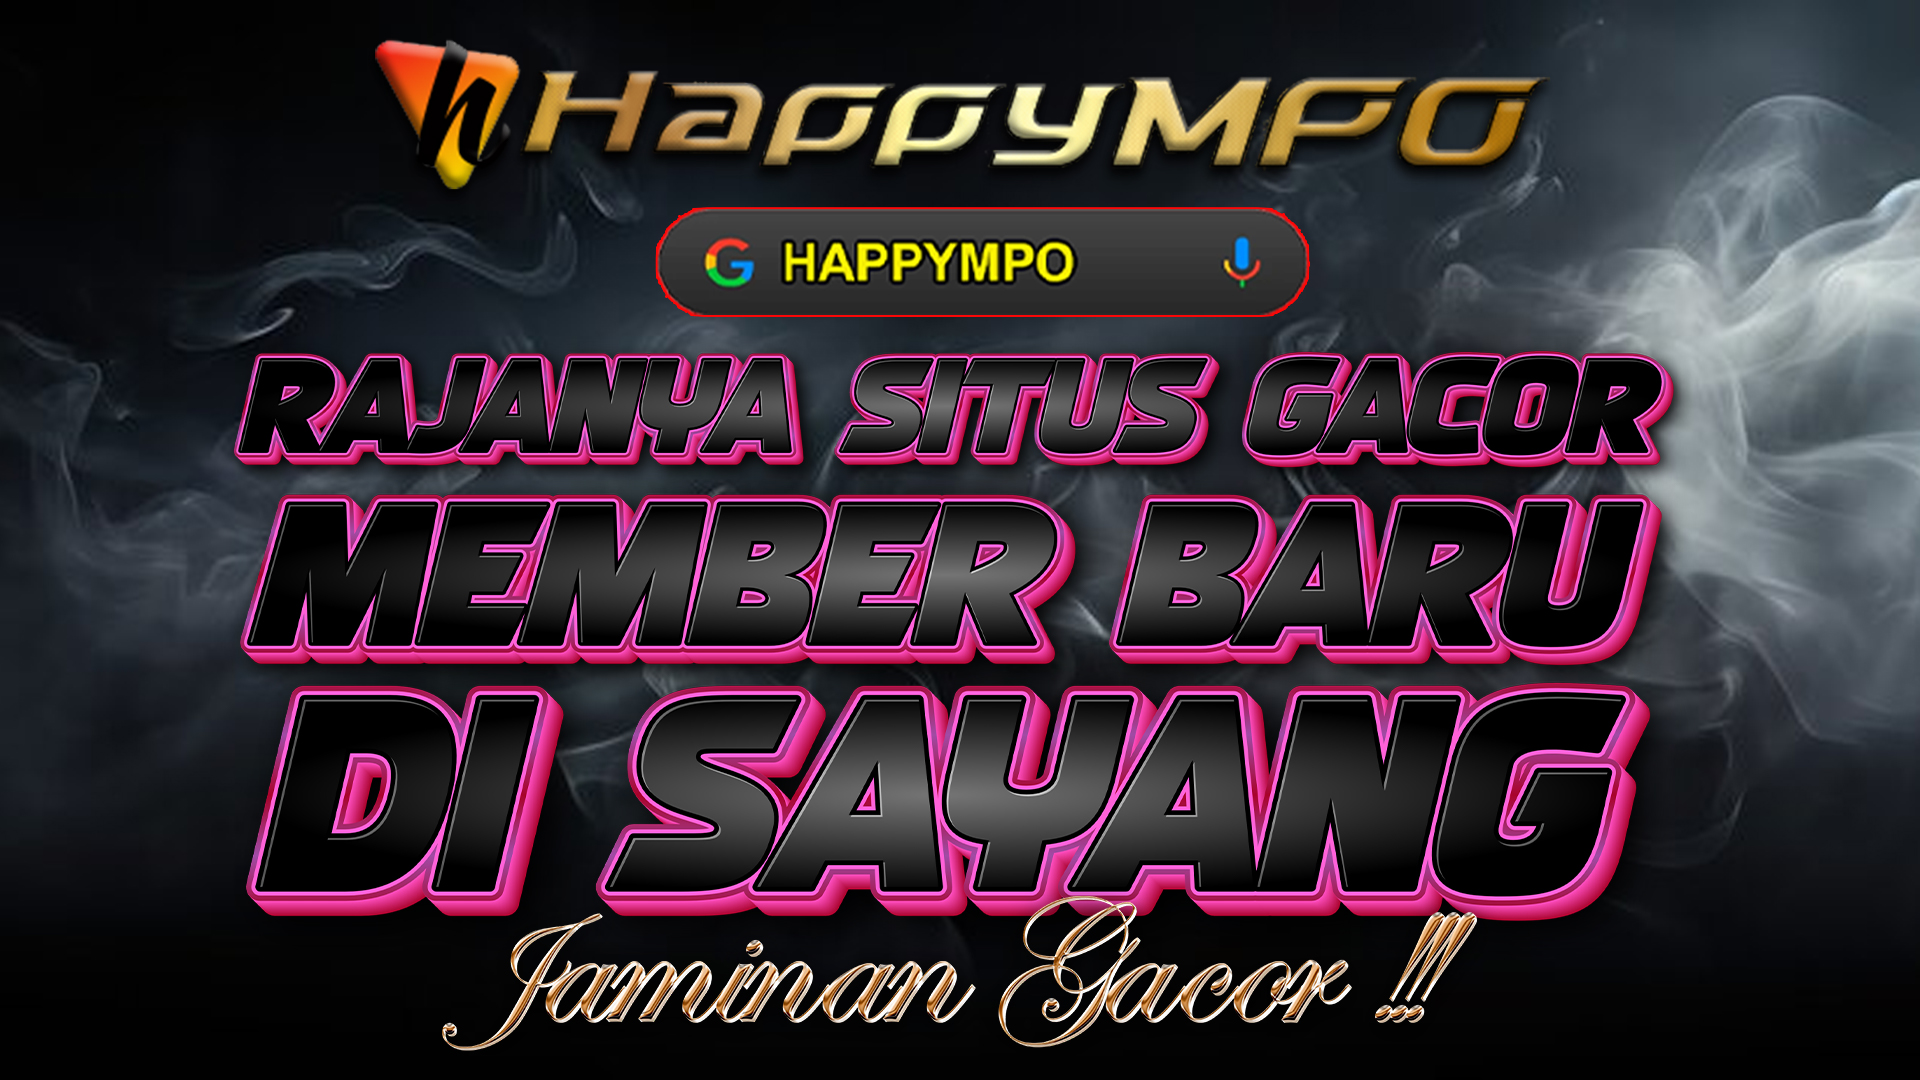 HAPPYMPO
HAPPYMPO
RAJANYA SITUS GACOR
MEMBER BARU
DI SAYANG
Jaminan Gacor !!!